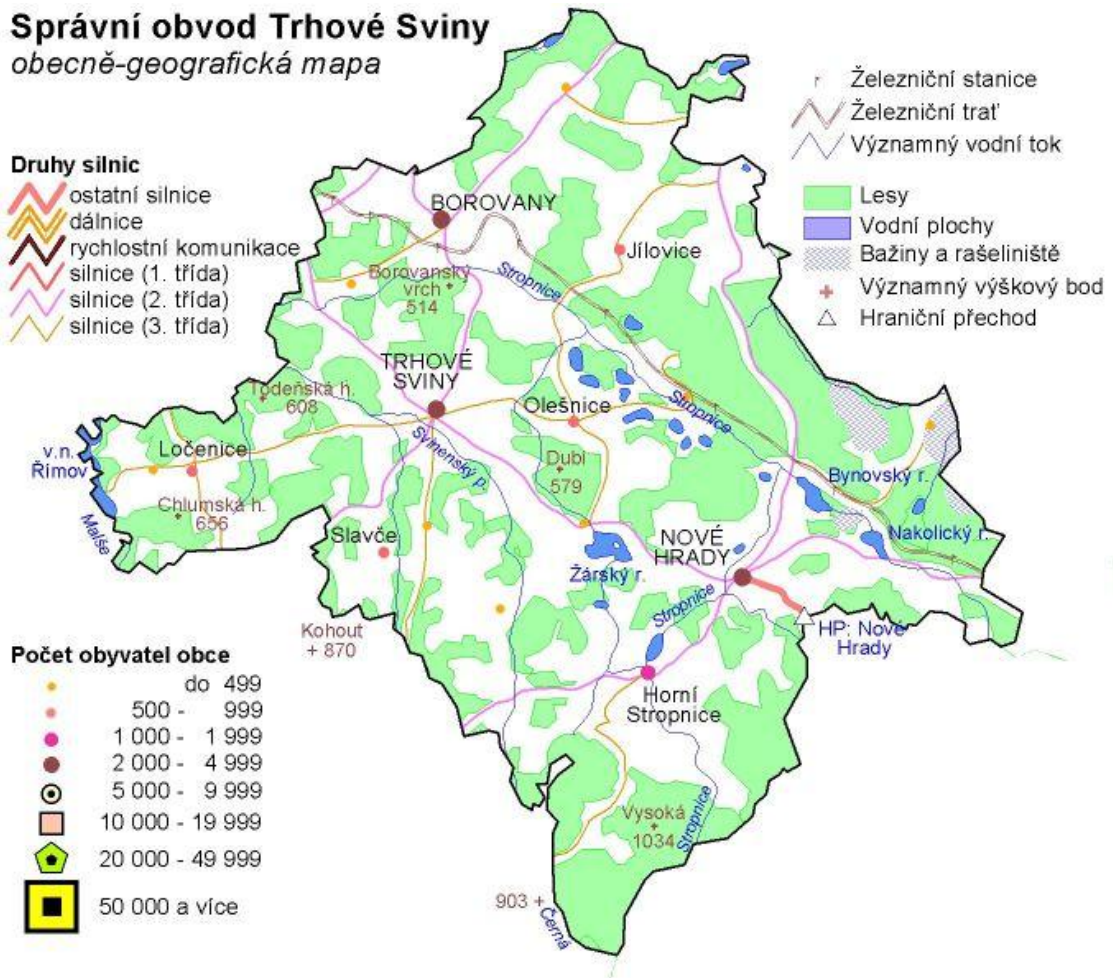 Správní obvod Trhové Sviny
obecně-geografická mapa
Železniční stanice
Železniční trať
Významný vodní tok
Lesy
Vodní plochy
Bažiny a rašeliniště
Významný výškový bod
Hraniční přechod
Druhy silnic
ostatní silnice
dálnice
rychlostní komunikace
silnice (1. třída)
silnice (2. třída)
silnice (3. třída)
BOROVANY
Jílovice
Borovanský
vrch
514
Stropnice
TRHOVÉ
SVINY
Todeňská h.
608
Olešnice
Stropnice
v.n.
Římov
Ločenice
Svinenský p.
Dubí
579
Bynovský r.
Chlumská h.
656
Malše
Slavče
NOVÉ
HRADY
Nakolický r.
Žárský r.
Stropnice
Kohout
+ 870
HP: Nové
Hrady
Horní
Stropnice
Vysoká
1034
Stropnice
903 +
Černá
Počet obyvatel obce
do 499
500 - 999
1 000 - 1 999
2 000 - 4 999
5 000 - 9 999
10 000 - 19 999
20 000 - 49 999
50 000 a více